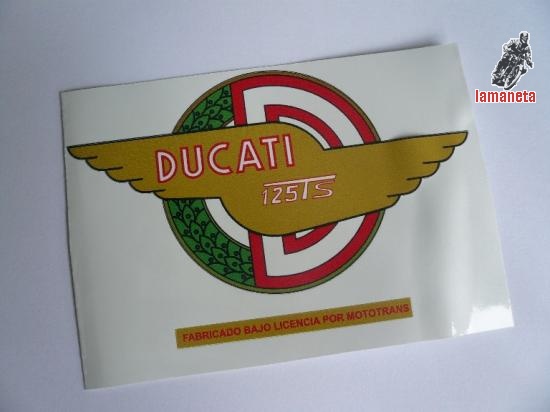 lamaneta
DUCATI
125TS
FABRICADO BAJO LICENCIA POR MOTOTRANS